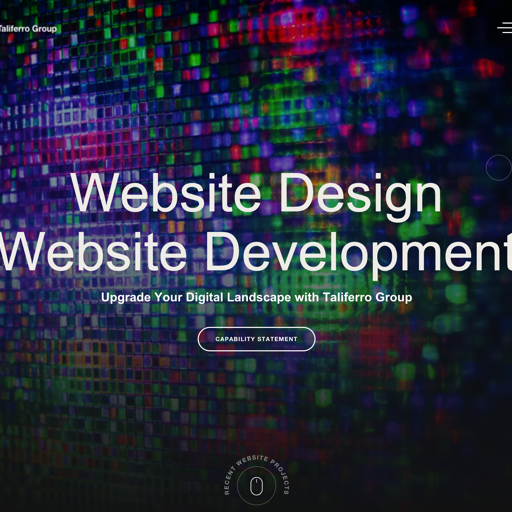 Taliferro Group
Website Design
Website Development
Upgrade Your Digital Landscape with Taliferro Group
CAPABILITY STATEMENT
RECENT WEBSITE PROJECTS